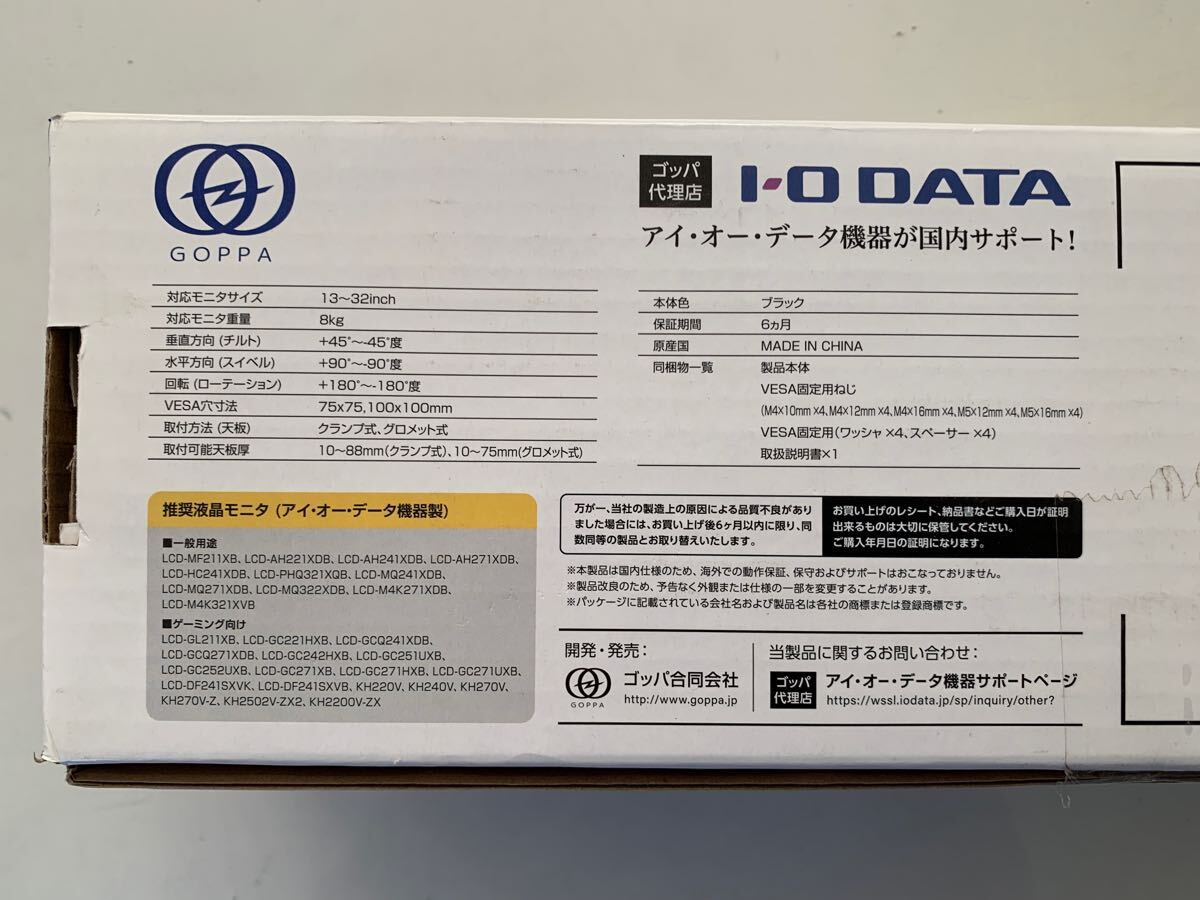 GOPPA
対応モニタサイズ 13～32inch
対応モニタ重量 8kg
垂直方向 (チルト) +45°～-45°度
水平方向 (スイベル) +90°～-90°度
回転 (ローテーション) +180°～-180°度
VESA穴寸法 75x75,100x100mm
取付方法 (天板) クランプ式、グロメット式
取付可能天板厚 10～88mm(クランプ式)、10～75mm(グロメット式)
ゴッパ
代理店
I-O DATA
アイ・オー・データ機器が国内サポート!
本体色 ブラック
保証期間 6ヵ月
原産国 MADE IN CHINA
同梱物一覧 製品本体
VESA固定用ねじ
(M4×10mm ×4、M4×12mm ×4、M4×16mm ×4、M5×12mm ×4、M5×16mm ×4)
VESA固定用(ワッシャ ×4、スペーサー ×4)
取扱説明書×1
推奨液晶モニタ (アイ・オー・データ機器製)
■一般用途
LCD-MF211XB、LCD-AH221XDB、LCD-AH241XDB、LCD-AH271XDB、
LCD-HC241XDB、LCD-PHQ321XQB、LCD-MQ241XDB、
LCD-MQ271XDB、LCD-MQ322XDB、LCD-M4K271XDB、
LCD-M4K321XVB
■ゲーミング向け
LCD-GL211XB、LCD-GC221HXB、LCD-GCQ241XDB、
LCD-GCQ271XDB、LCD-GC242HXB、LCD-GC251UXB、
LCD-GC252UXB、LCD-GC271XB、LCD-GC271HXB、LCD-GC271UXB、
LCD-DF241SXVK、LCD-DF241SXVB、KH220V、KH240V、KH270V、
KH270V-Z、KH2502V-ZX2、KH2200V-ZX
万が一、当社の製造上の原因による品質不良があり
ました場合には、お買い上げ後6ヶ月以内に限り、同
数同等の製品とお取り替えいたします。
お買い上げのレシート、納品書などご購入日が証明
出来るものは大切に保管してください。
ご購入年月日の証明になります。
※本製品は国内仕様のため、海外での動作保証、保守およびサポートはおこなっておりません。
※製品改良のため、予告なく外観または仕様の一部を変更することがあります。
※パッケージに記載されている会社名および製品名は各社の商標または登録商標です。
開発・発売：
GOPPA
ゴッパ合同会社
http://www.goppa.jp
当製品に関するお問い合わせ：
ゴッパ
代理店
アイ・オー・データ機器サポートページ
https://wssl.iodata.jp/sp/inquiry/other?